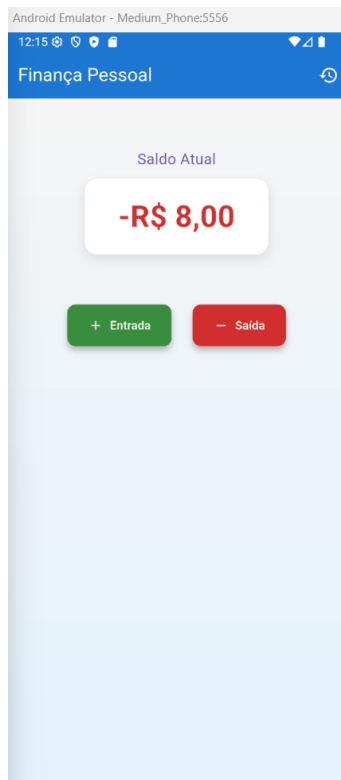 Android Emulator - Medium_Phone:5556
12:15
Finança Pessoal
Saldo Atual
-R$ 8,00
+ Entrada
− Saída